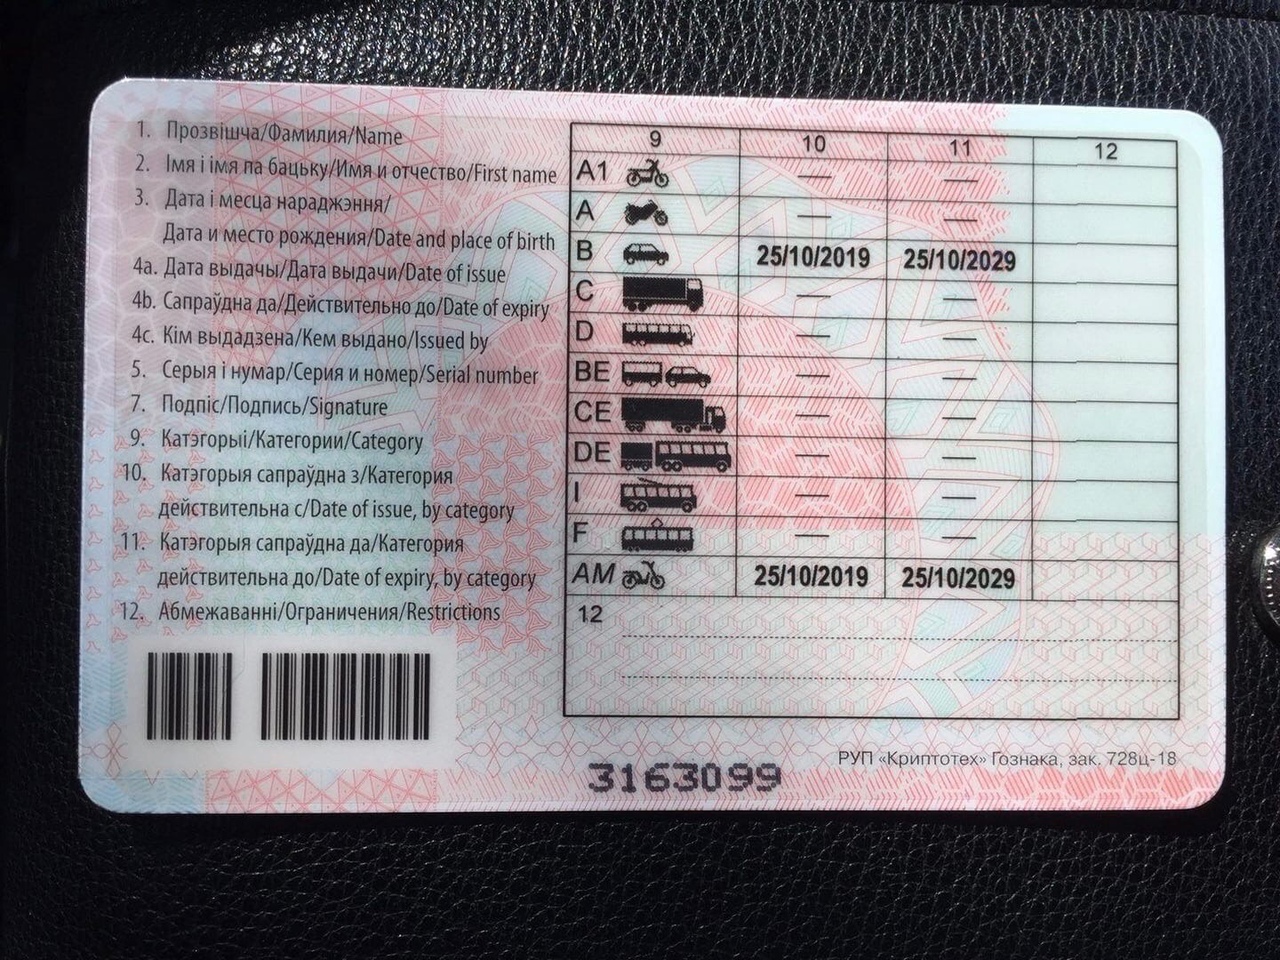 1. Прозвішча/Фамилия/Name
2. Імя і імя па бацьку/Имя и отчество/First name
3. Дата і месца нараджэння/
Дата и место рождения/Date and place of birth
4a. Дата выдачы/Дата выдачи/Date of issue
4b. Сапраўдна да/Действительно до/Date of expiry
4c. Кім выдадзена/Кем выдано/Issued by
5. Серыя і нумар/Серия и номер/Serial number
7. Подпіс/Подпись/Signature
9. Катэгорыі/Категории/Category
10. Катэгорыя сапраўдна з/Категория
действительна с/Date of issue, by category
11. Катэгорыя сапраўдна да/Категория
действительна до/Date of expiry, by category
12. Абмежаванні/Ограничения/Restrictions
9 10 11 12
A1 — —
A — —
B 25/10/2019 25/10/2029
C — —
D — —
BE — —
CE — —
DE — —
I — —
F — —
AM 25/10/2019 25/10/2029
12
РУП «Криптотех» Гознака, зак. 728ц-18
3163099